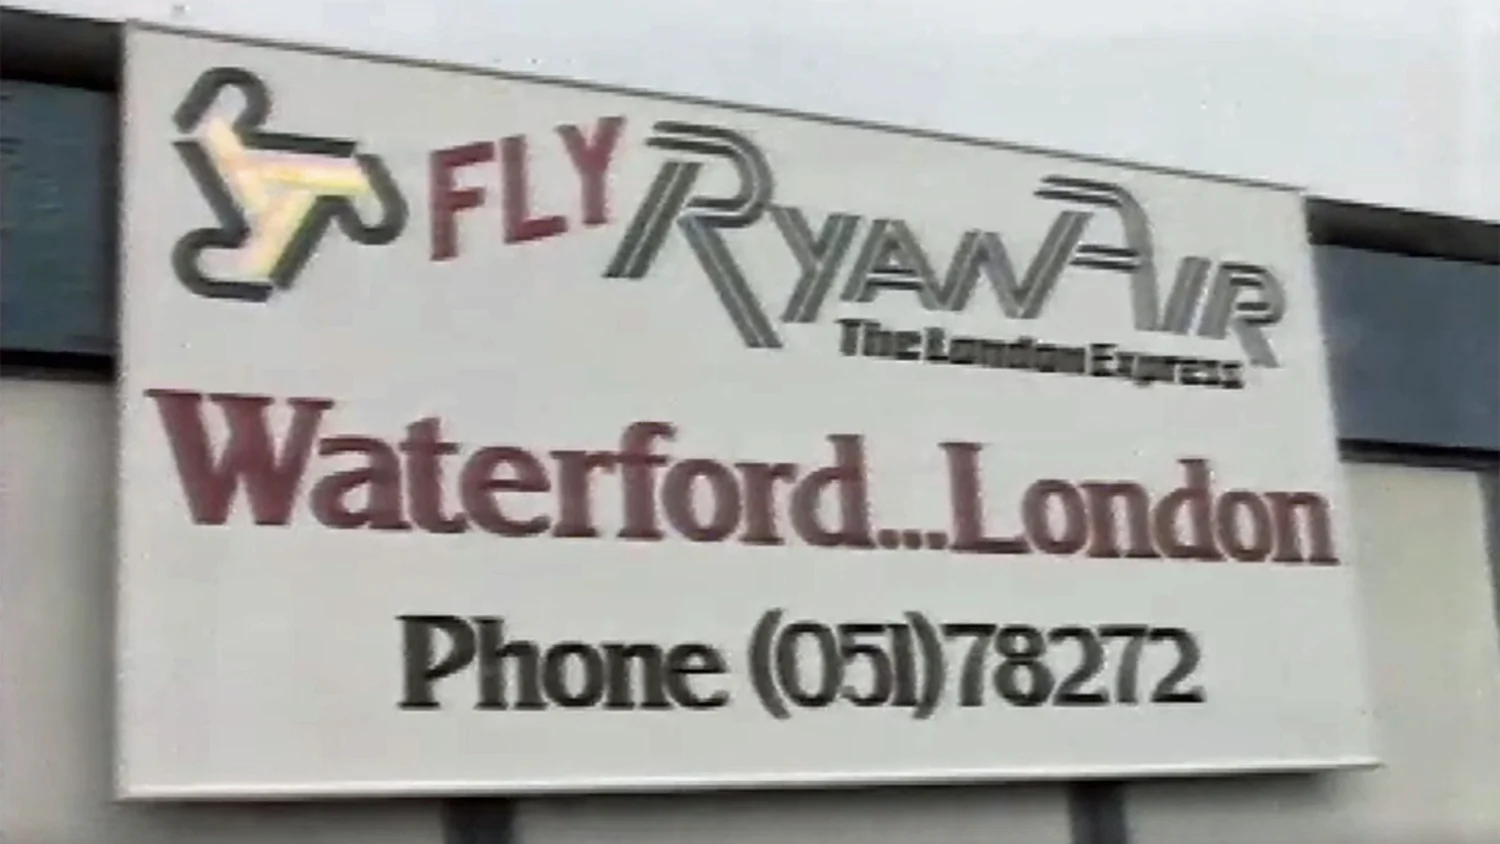 FLY RYANAIR
The London Express
Waterford...London
Phone (051)78272